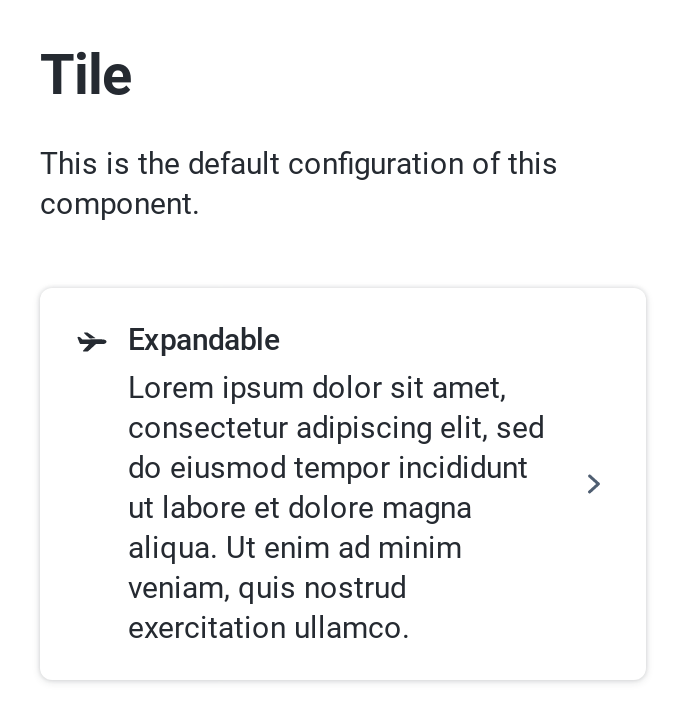 Tile
This is the default configuration of this
component.
Expandable
Lorem ipsum dolor sit amet,
consectetur adipiscing elit, sed
do eiusmod tempor incididunt
ut labore et dolore magna
aliqua. Ut enim ad minim
veniam, quis nostrud
exercitation ullamco.